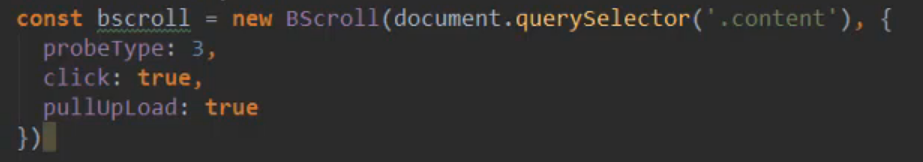 const bscroll = new BScroll(document.querySelector('.content'), {
  probeType: 3,
  click: true,
  pullUpLoad: true
})